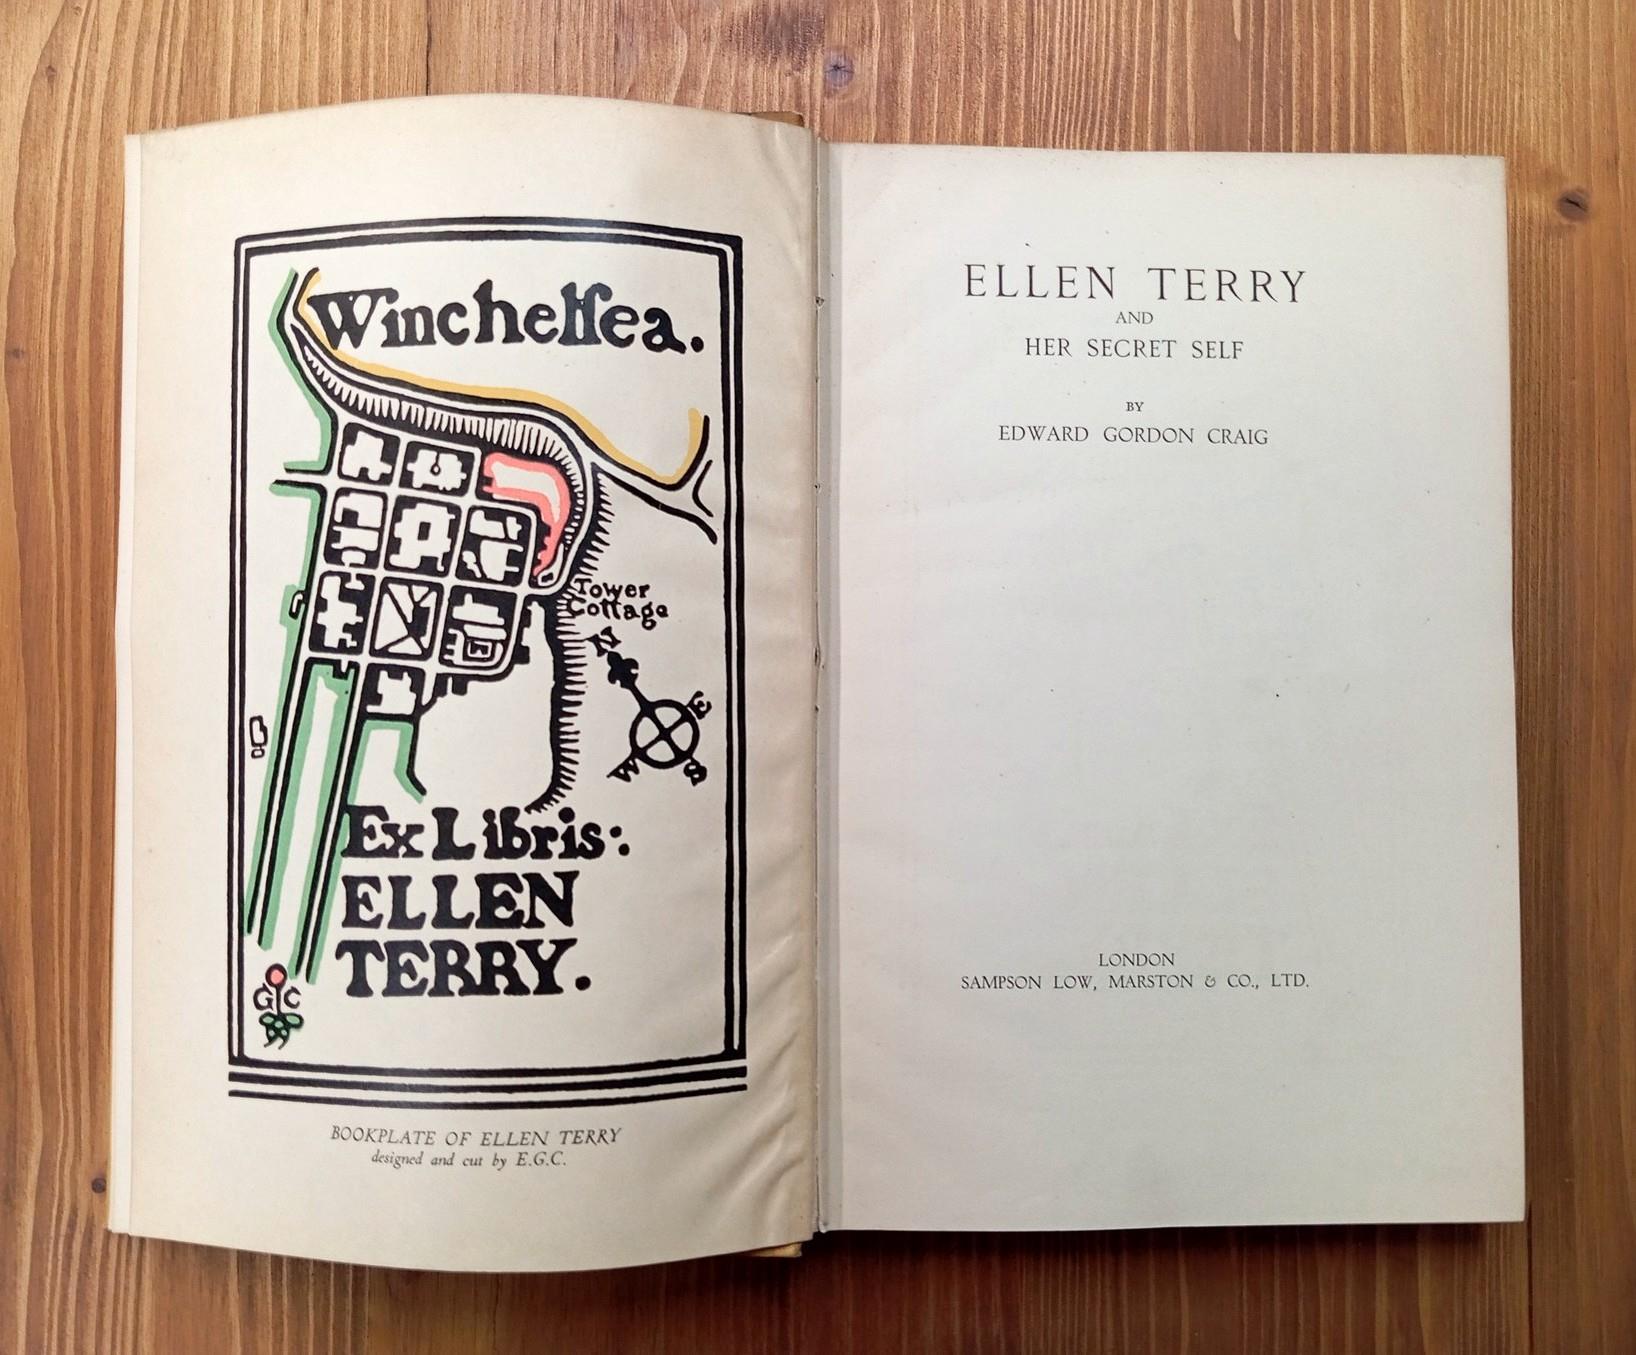 Winchelſea.
Tower
Cottage
N
E
W
S
Ex Libris:
ELLEN
TERRY.
G C
BOOKPLATE OF ELLEN TERRY
designed and cut by E.G.C.
ELLEN TERRY
AND
HER SECRET SELF
BY
EDWARD GORDON CRAIG
LONDON
SAMPSON LOW, MARSTON & CO., LTD.